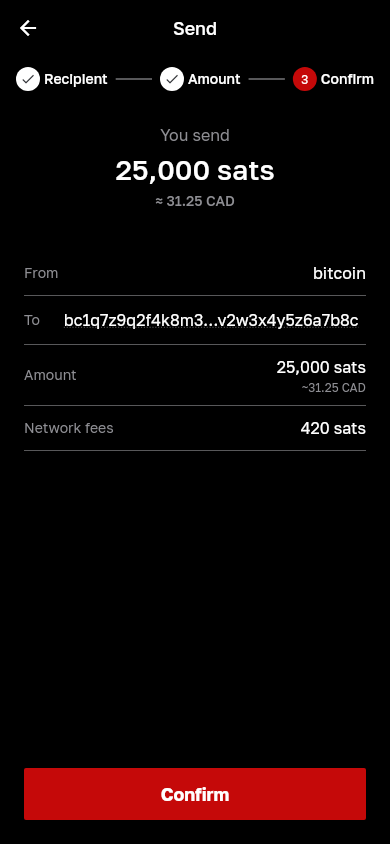 Send
Recipient
Amount
3 Confirm
You send
25,000 sats
≈ 31.25 CAD
From bitcoin
To bc1q7z9q2f4k8m3...v2w3x4y5z6a7b8c
Amount 25,000 sats
~31.25 CAD
Network fees 420 sats
Confirm